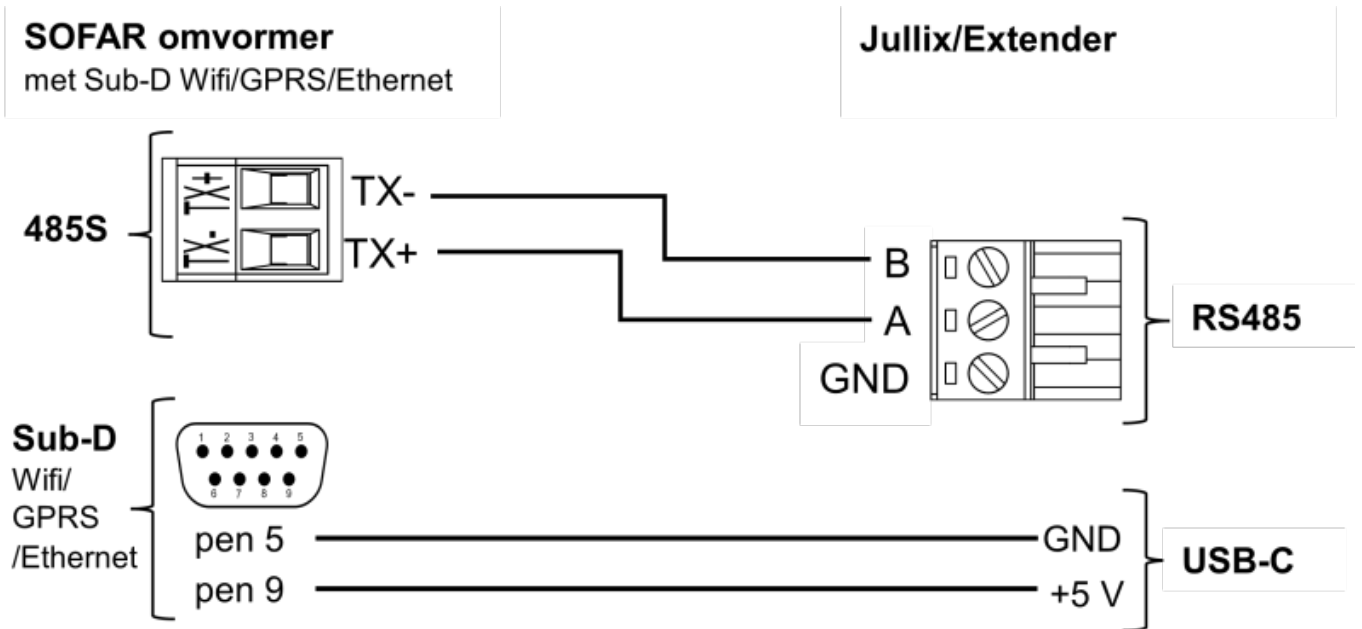 SOFAR omvormer
met Sub-D Wifi/GPRS/Ethernet
Jullix/Extender
485S
TX+
TX-
TX-
TX+
B
A
GND
RS485
Sub-D
Wifi/
GPRS
/Ethernet
1 2 3 4 5
6 7 8 9
pen 5
GND
pen 9
+5 V
USB-C